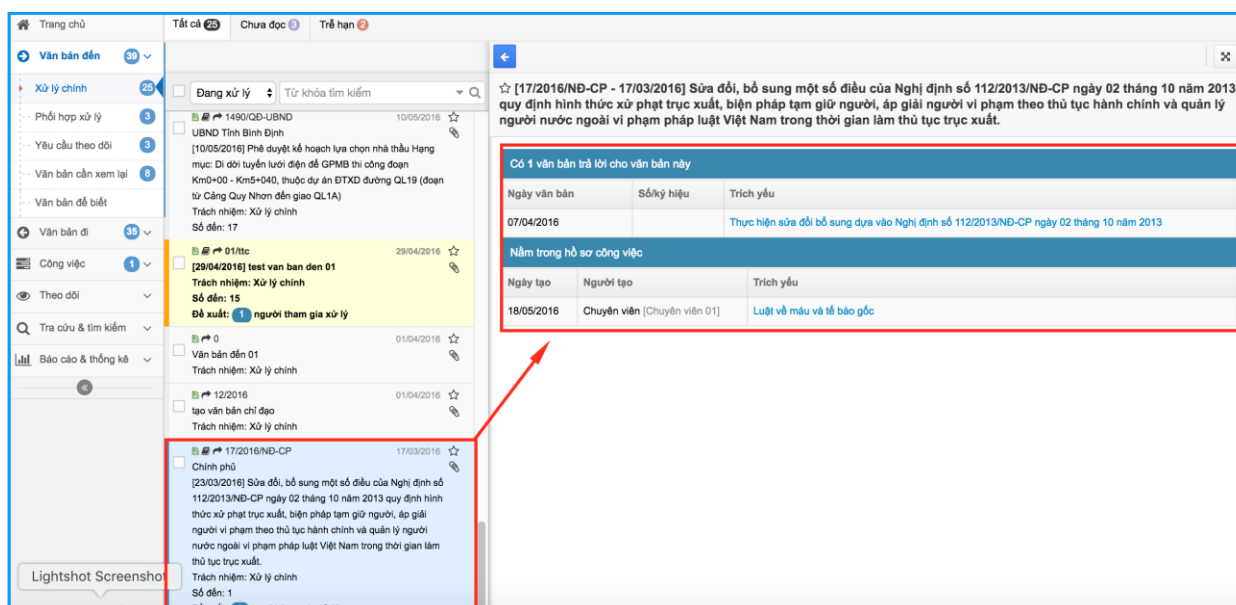 Trang chủ
Văn bản đến 39
Xử lý chính 25
Phối hợp xử lý 3
Yêu cầu theo dõi 3
Văn bản cần xem lại 8
Văn bản để biết
Văn bản đi 35
Công việc 1
Theo dõi
Tra cứu & tìm kiếm
Báo cáo & thống kê
Tất cả 25 Chưa đọc 3 Trễ hạn 2
Đang xử lý Từ khóa tìm kiếm
1490/QĐ-UBND 10/05/2016
UBND Tỉnh Bình Định
[10/05/2016] Phê duyệt kế hoạch lựa chọn nhà thầu Hạng
mục: Di dời tuyến lưới điện để GPMB thi công đoạn
Km0+00 - Km5+040, thuộc dự án ĐTXD đường QL19 (đoạn
từ Cảng Quy Nhơn đến giao QL1A)
Trách nhiệm: Xử lý chính
Số đến: 17
01/ttc 29/04/2016
[29/04/2016] test van ban den 01
Trách nhiệm: Xử lý chính
Số đến: 15
Đề xuất: 1 người tham gia xử lý
0 01/04/2016
Văn bản đến 01
Trách nhiệm: Xử lý chính
12/2016 01/04/2016
tạo văn bản chỉ đạo
Trách nhiệm: Xử lý chính
17/2016/NĐ-CP 17/03/2016
Chính phủ
[23/03/2016] Sửa đổi, bổ sung một số điều của Nghị định số
112/2013/NĐ-CP ngày 02 tháng 10 năm 2013 quy định hình
thức xử phạt trục xuất, biện pháp tạm giữ người, áp giải
người vi phạm theo thủ tục hành chính và quản lý người
nước ngoài vi phạm pháp luật Việt Nam trong thời gian làm
thủ tục trục xuất.
Trách nhiệm: Xử lý chính
Số đến: 1
[17/2016/NĐ-CP - 17/03/2016] Sửa đổi, bổ sung một số điều của Nghị định số 112/2013/NĐ-CP ngày 02 tháng 10 năm 2013
quy định hình thức xử phạt trục xuất, biện pháp tạm giữ người, áp giải người vi phạm theo thủ tục hành chính và quản lý
người nước ngoài vi phạm pháp luật Việt Nam trong thời gian làm thủ tục trục xuất.
Có 1 văn bản trả lời cho văn bản này
Ngày văn bản Số/ký hiệu Trích yếu
07/04/2016 Thực hiện sửa đổi bổ sung dựa vào Nghị định số 112/2013/NĐ-CP ngày 02 tháng 10 năm 2013
Nằm trong hồ sơ công việc
Ngày tạo Người tạo Trích yếu
18/05/2016 Chuyên viên [Chuyên viên 01] Luật về máu và tế bào gốc
Lightshot Screenshot